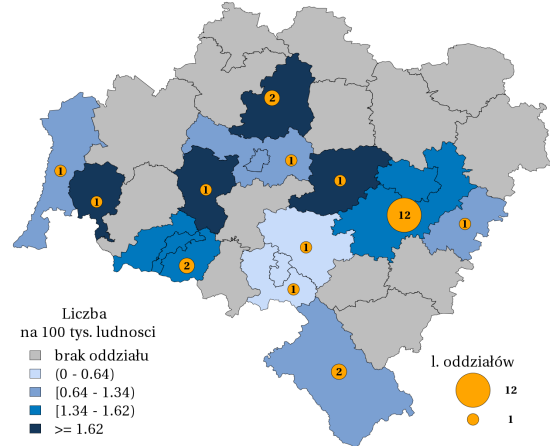 2
1
1
1
1
1
12
1
1
2
1
2
Liczba
na 100 tys. ludnosci
brak oddziału
(0 - 0.64)
[0.64 - 1.34)
[1.34 - 1.62)
>= 1.62
l. oddziałów
12
1